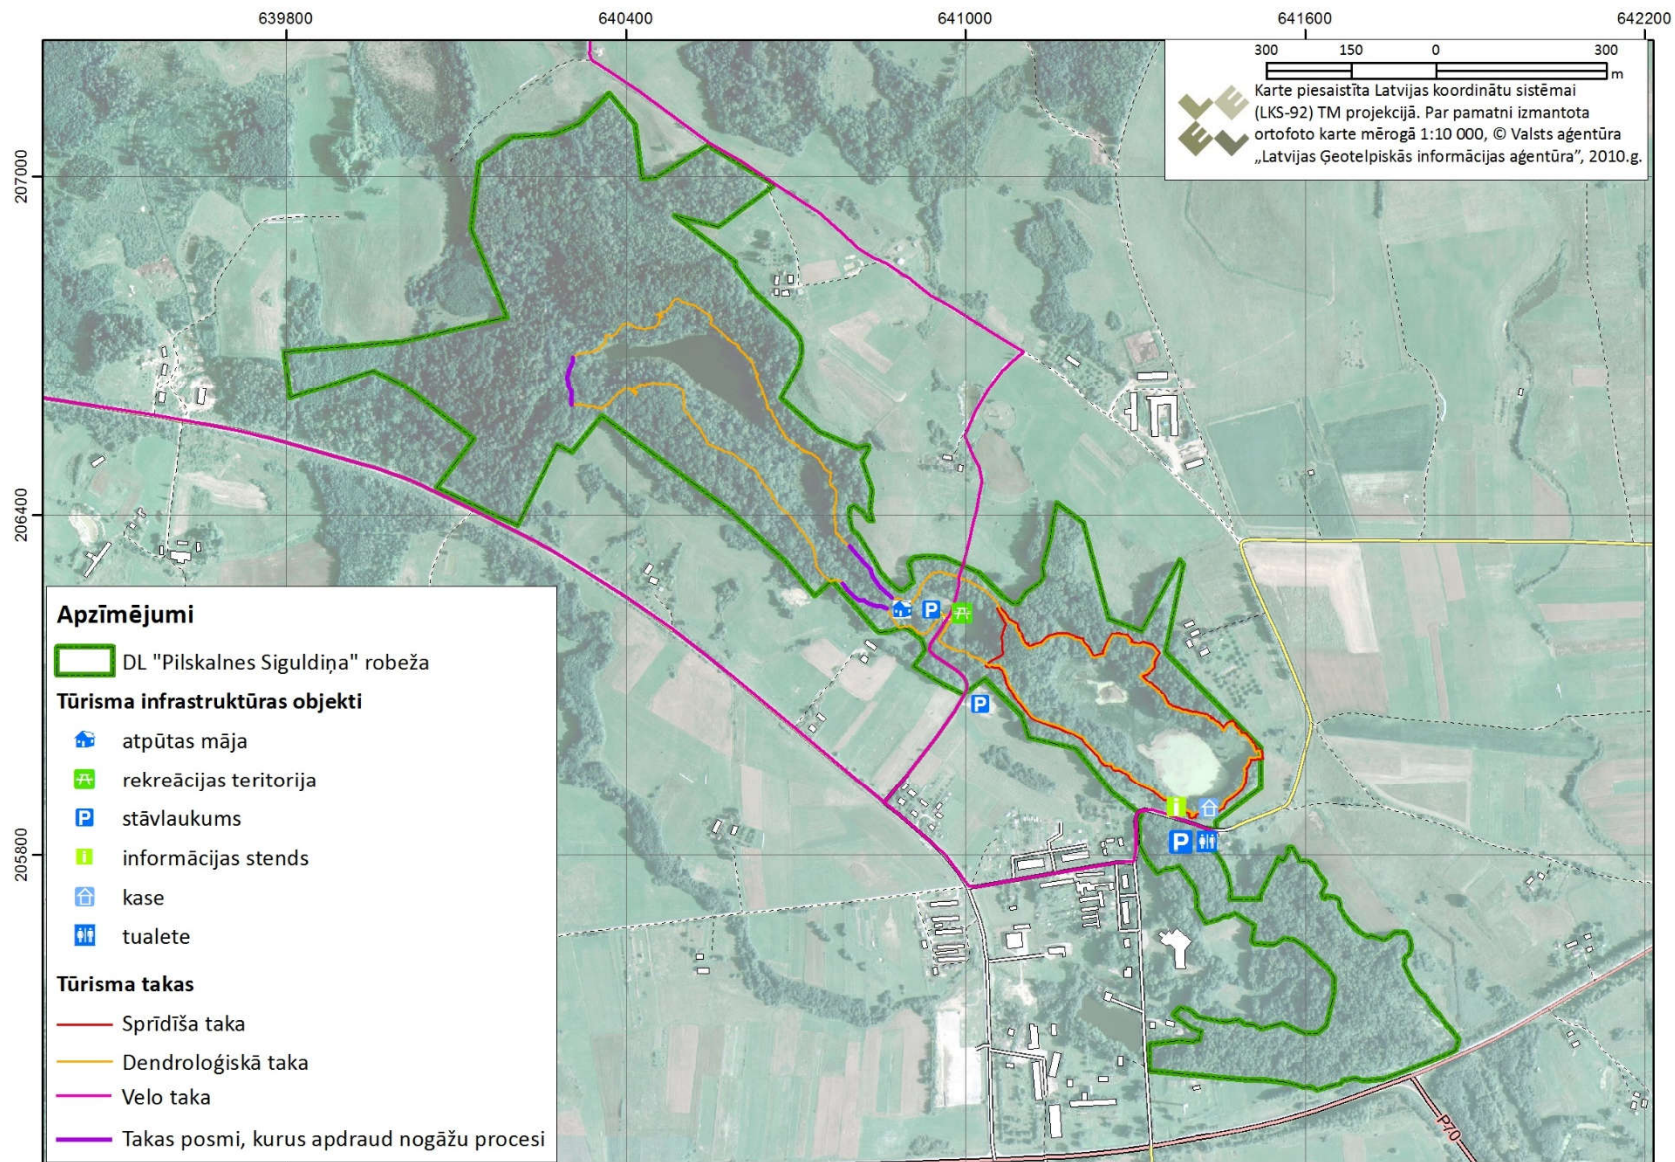 639800
640400
641000
641600
642200
300
150
0
300
m
Karte piesaistīta Latvijas koordinātu sistēmai
(LKS-92) TM projekcijā. Par pamatni izmantota
ortofoto karte mērogā 1:10 000, © Valsts aģentūra
„Latvijas Ģeotelpiskās informācijas aģentūra”, 2010.g.
207000
206400
205800
P
P
i
P
P70
Apzīmējumi
DL "Pilskalnes Siguldiņa" robeža
Tūrisma infrastruktūras objekti
atpūtas māja
rekreācijas teritorija
P stāvlaukums
i informācijas stends
kase
tualete
Tūrisma takas
Sprīdīša taka
Dendroloģiskā taka
Velo taka
Takas posmi, kurus apdraud nogāžu procesi